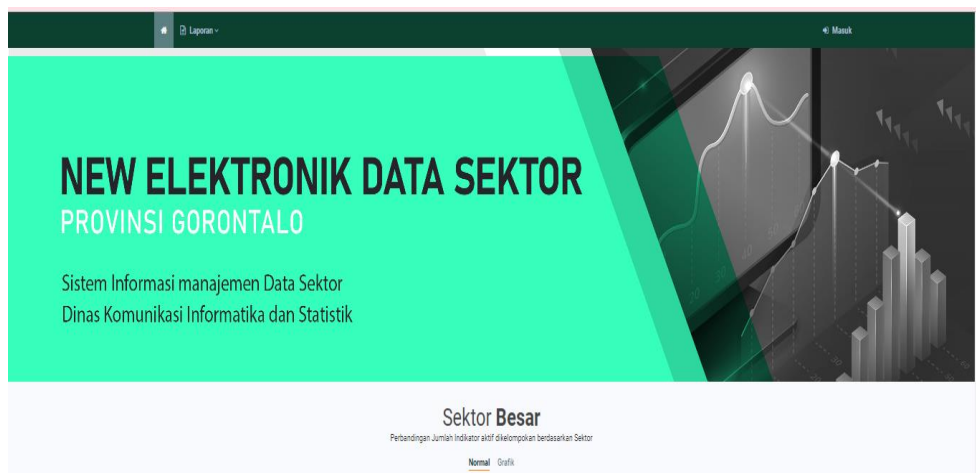 Laporan
Masuk
NEW ELEKTRONIK DATA SEKTOR
PROVINSI GORONTALO
Sistem Informasi manajemen Data Sektor
Dinas Komunikasi Informatika dan Statistik
Sektor Besar
Perbandingan Jumlah Indikator aktif dikelompokan berdasarkan Sektor
Normal Grafik